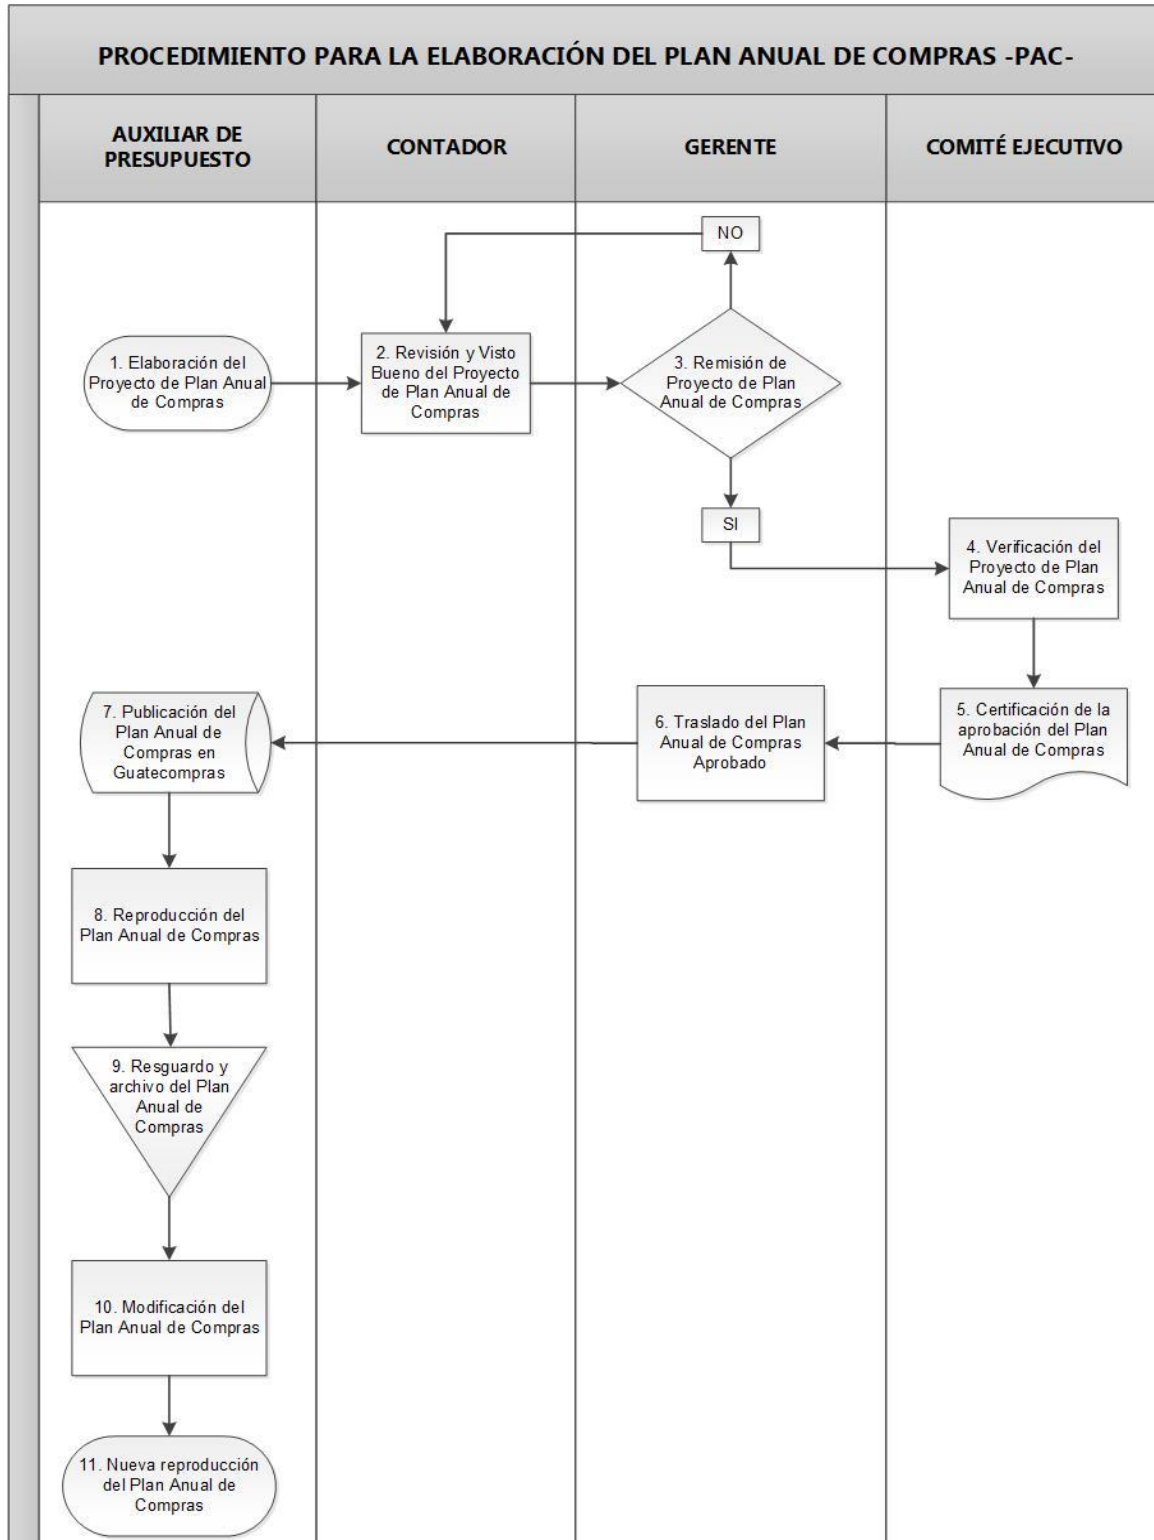 PROCEDIMIENTO PARA LA ELABORACIÓN DEL PLAN ANUAL DE COMPRAS -PAC-
AUXILIAR DE
PRESUPUESTO
CONTADOR
GERENTE
COMITÉ EJECUTIVO
NO
1. Elaboración del
Proyecto de Plan Anual
de Compras
2. Revisión y Visto
Bueno del Proyecto
de Plan Anual de
Compras
3. Remisión de
Proyecto de Plan
Anual de Compras
SI
4. Verificación del
Proyecto de Plan
Anual de Compras
5. Certificación de la
aprobación del Plan
Anual de Compras
6. Traslado del Plan
Anual de Compras
Aprobado
7. Publicación del
Plan Anual de
Compras en
Guatecompras
8. Reproducción del
Plan Anual de Compras
9. Resguardo y
archivo del Plan
Anual de
Compras
10. Modificación del
Plan Anual de Compras
11. Nueva reproducción
del Plan Anual de
Compras